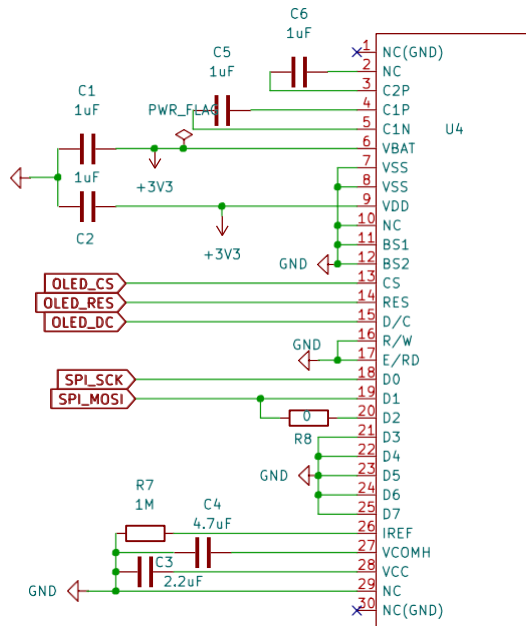 C6
1uF
C5
1uF
C1
1uF
PWR_FLAG
1uF
C2
+3V3
+3V3
U4
1 NC(GND)
2 NC
3 C2P
4 C1P
5 C1N
6 VBAT
7 VSS
8 VSS
9 VDD
10 NC
11 BS1
GND 12 BS2
OLED_CS 13 CS
OLED_RES 14 RES
OLED_DC 15 D/C
16 R/W
GND 17 E/RD
SPI_SCK 18 D0
SPI_MOSI 19 D1
0 20 D2
R8
21 D3
22 D4
GND 23 D5
24 D6
25 D7
R7
1M
C4
4.7uF
26 IREF
27 VCOMH
C3
2.2uF
28 VCC
GND 29 NC
30 NC(GND)